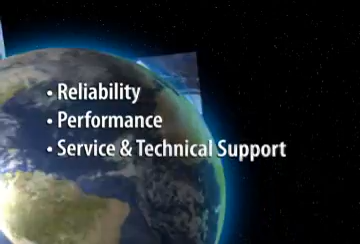 • Reliability
• Performance
• Service & Technical Support